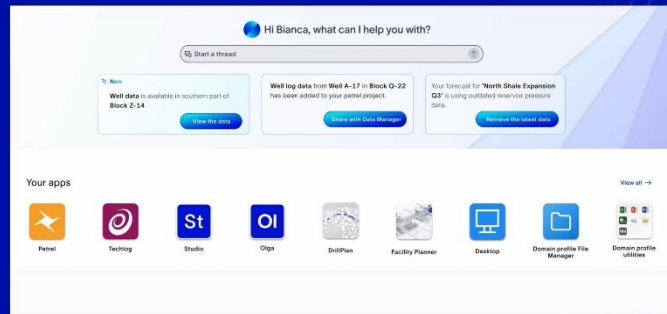 Hi Bianca, what can I help you with?
Start a thread
New
Well data is available in southern part of
Block Z-14
View the data
Well log data from Well A-17 in Block Q-22
has been added to your petrel project.
Share with Data Manager
Your forecast for "North Shale Expansion
Q3" is using outdated reservoir pressure
data.
Retrieve the latest data
Your apps
View all →
St
OI
Petrel
Techlog
Studio
Olga
DrillPlan
Facility Planner
Desktop
Domain profile File
Manager
Domain profile
utilities